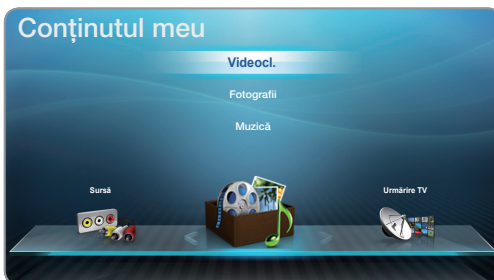 Conținutul meu
Videocl.
Fotografii
Muzică
Sursă
Urmărire TV